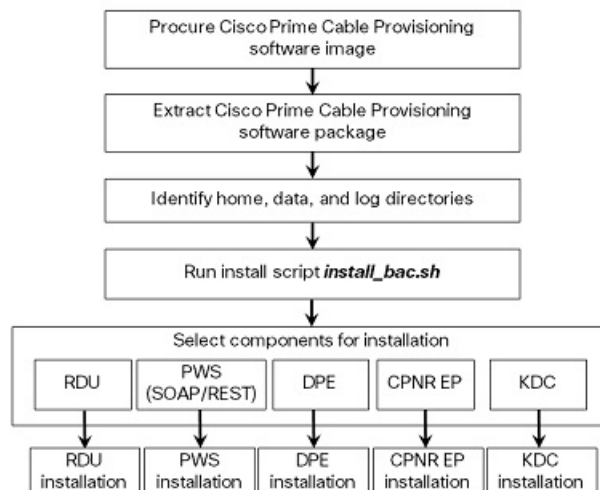 Procure Cisco Prime Cable Provisioning
software image
Extract Cisco Prime Cable Provisioning
software package
Identify home, data, and log directories
Run install script install_bac.sh
Select components for installation
RDU
PWS
(SOAP/REST)
DPE
CPNR EP
KDC
RDU
installation
PWS
installation
DPE
installation
CPNR EP
installation
KDC
installation